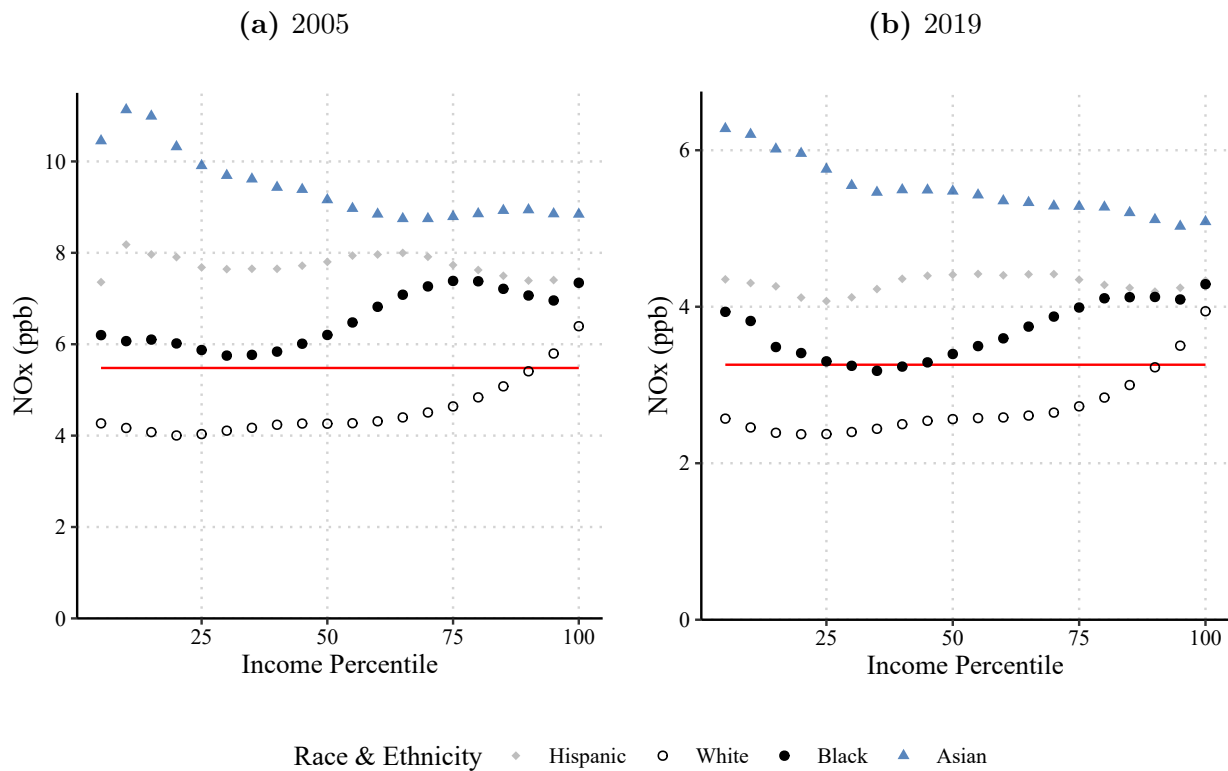 (a) 2005
NOx (ppb)
10
8
6
4
2
0
25 50 75 100
Income Percentile
(b) 2019
NOx (ppb)
6
4
2
0
25 50 75 100
Income Percentile
Race & Ethnicity Hispanic White Black Asian